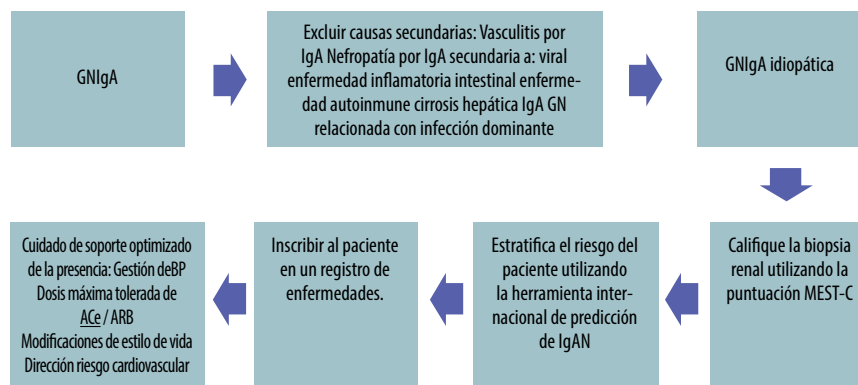 GNIgA
Excluir causas secundarias: Vasculitis por
IgA Nefropatía por IgA secundaria a: viral
enfermedad inflamatoria intestinal enferme-
dad autoinmune cirrosis hepática IgA GN
relacionada con infección dominante
GNIgA idiopática
Califique la biopsia
renal utilizando la
puntuación MEST-C
Estratifica el riesgo del
paciente utilizando
la herramienta inter-
nacional de predicción
de IgAN
Inscribir al paciente
en un registro de
enfermedades.
Cuidado de soporte optimizado
de la presencia: Gestión deBP
Dosis máxima tolerada de
ACe / ARB
Modificaciones de estilo de vida
Dirección riesgo cardiovascular